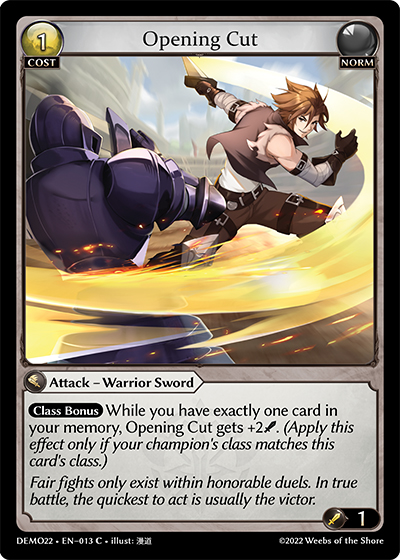 1 Opening Cut
COST NORM
Attack – Warrior Sword
Class Bonus While you have exactly one card in
your memory, Opening Cut gets +2. (Apply this
effect only if your champion's class matches
this card's class.)
Fair fights only exist within honorable duels. In true
battle, the quickest to act is usually the victor.
1
DEMO22 • EN–013 C • illust: 漫道
©2022 Weebs of the Shore